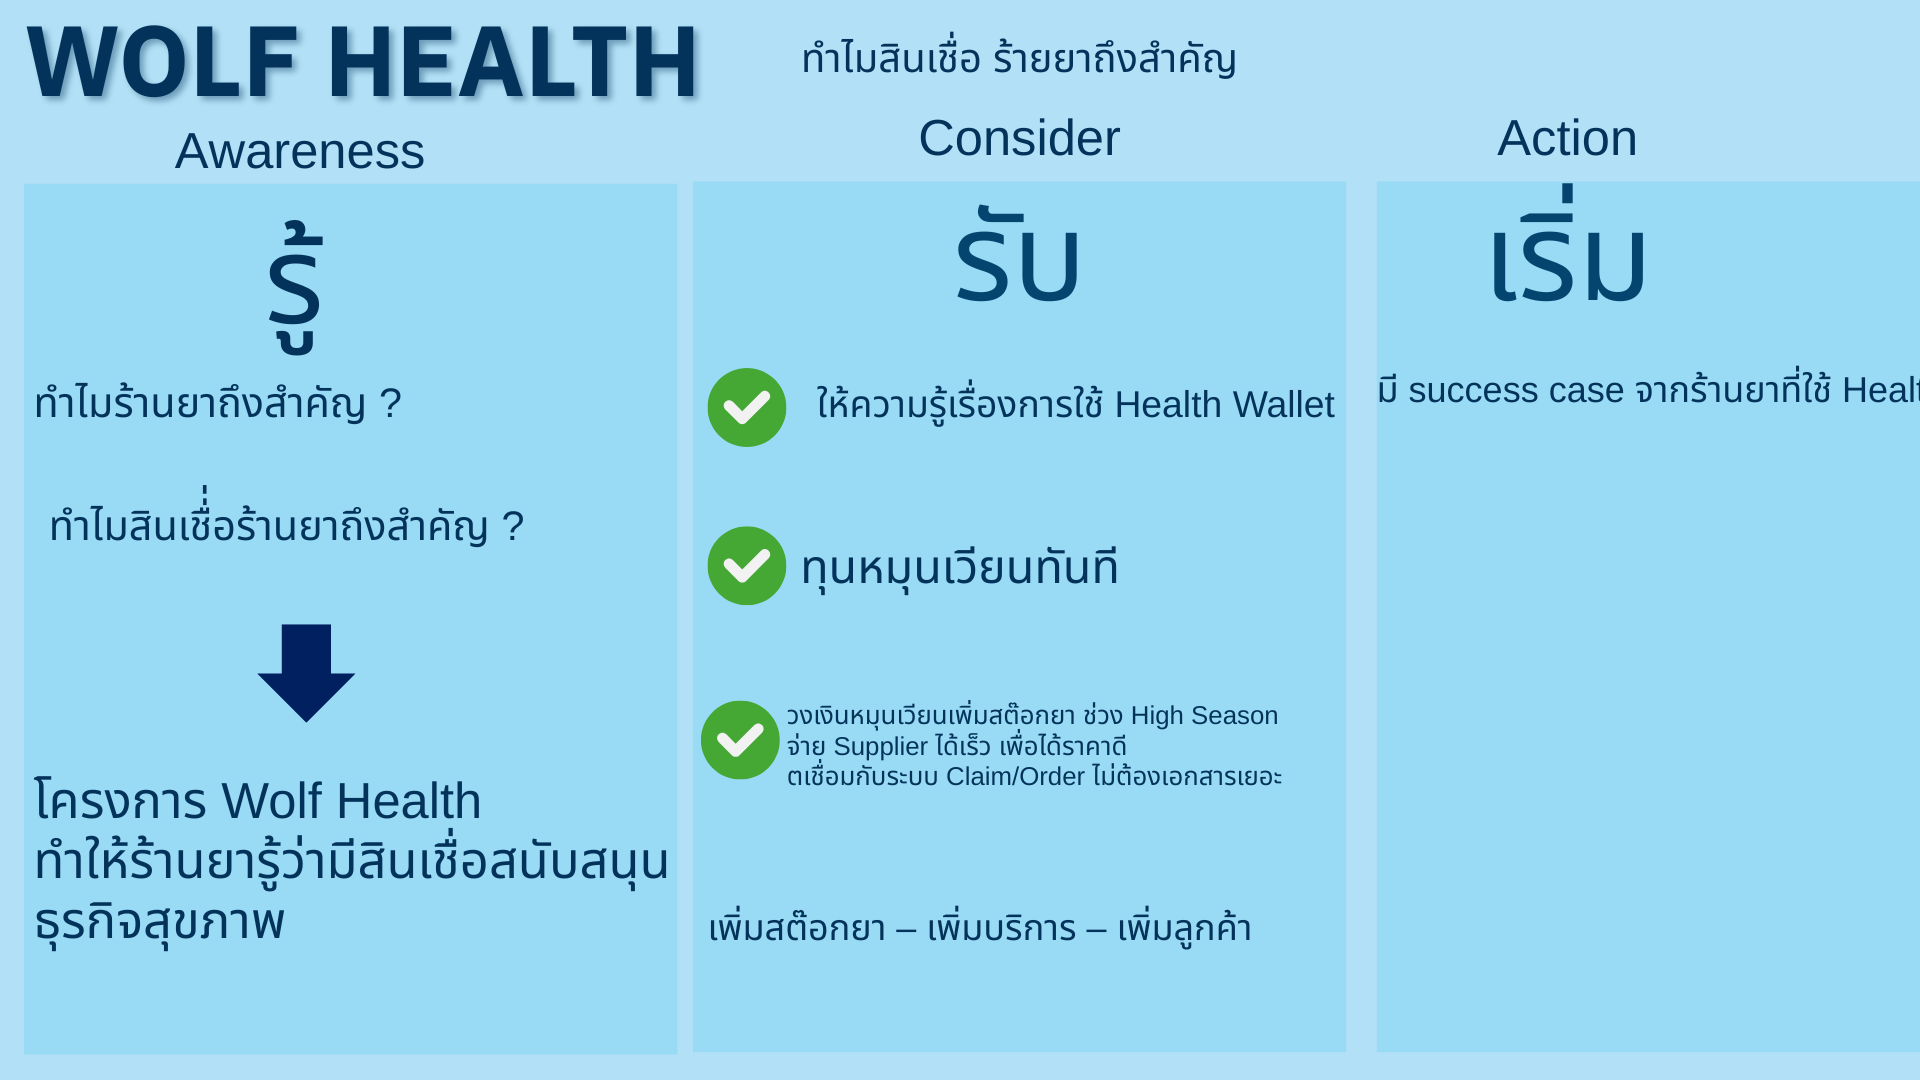 WOLF HEALTH
ทำไมสินเชื่อ ร้ายยาถึงสำคัญ
Awareness
รู้
ทำไมร้านยาถึงสำคัญ ?
ทำไมสินเชื่่่อร้านยาถึงสำคัญ ?
โครงการ Wolf Health
ทำให้ร้านยารู้ว่ามีสินเชื่อสนับสนุน
ธุรกิจสุขภาพ
Consider
รับ
ให้ความรู้เรื่องการใช้ Health Wallet
ทุนหมุนเวียนทันที
วงเงินหมุนเวียนเพิ่มสต๊อกยา ช่วง High Season
จ่าย Supplier ได้เร็ว เพื่อได้ราคาดี
ตเชื่อมกับระบบ Claim/Order ไม่ต้องเอกสารเยอะ
เพิ่มสต๊อกยา – เพิ่มบริการ – เพิ่มลูกค้า
Action
เริ่ม
มี success case จากร้านยาที่ใช้